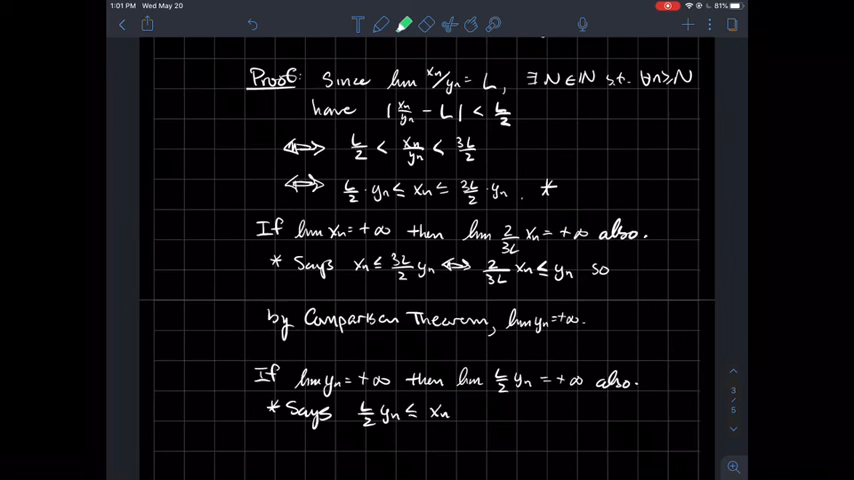 1:01 PM Wed May 20
81%
Proof: Since lim xn/yn = L, ∃ N ∈ ℕ s.t. ∀n≥N
have | xn/yn - L | < L/2
⟺ L/2 < xn/yn < 3L/2
⟺ L/2 · yn ≤ xn ≤ 3L/2 · yn . *
If lim xn = +∞ then lim 2/3L xn = +∞ also.
* Says xn ≤ 3L/2 yn ⟺ 2/3L xn ≤ yn so
by Comparison Theorem, lim yn = +∞.
If lim yn = +∞ then lim L/2 yn = +∞ also.
* Says L/2 yn ≤ xn
3
/
5